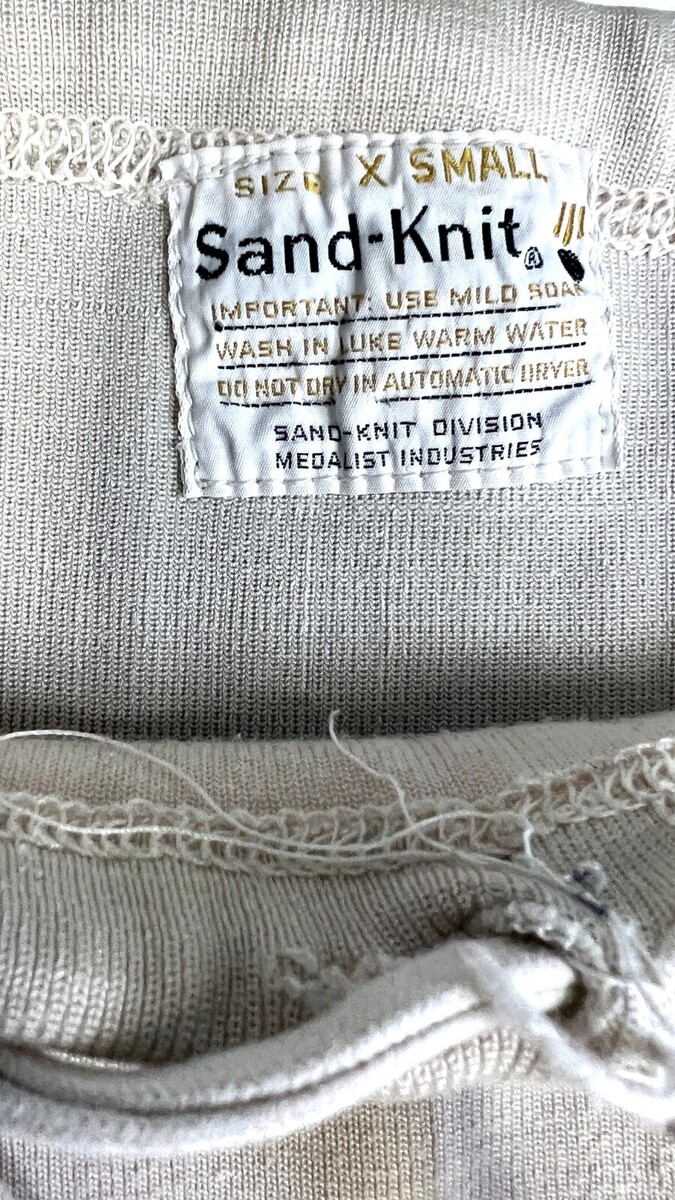 SIZE X SMALL
Sand-Knit®
IMPORTANT: USE MILD SOAP
WASH IN LUKE WARM WATER
DO NOT DRY IN AUTOMATIC DRYER
SAND-KNIT DIVISION
MEDALIST INDUSTRIES